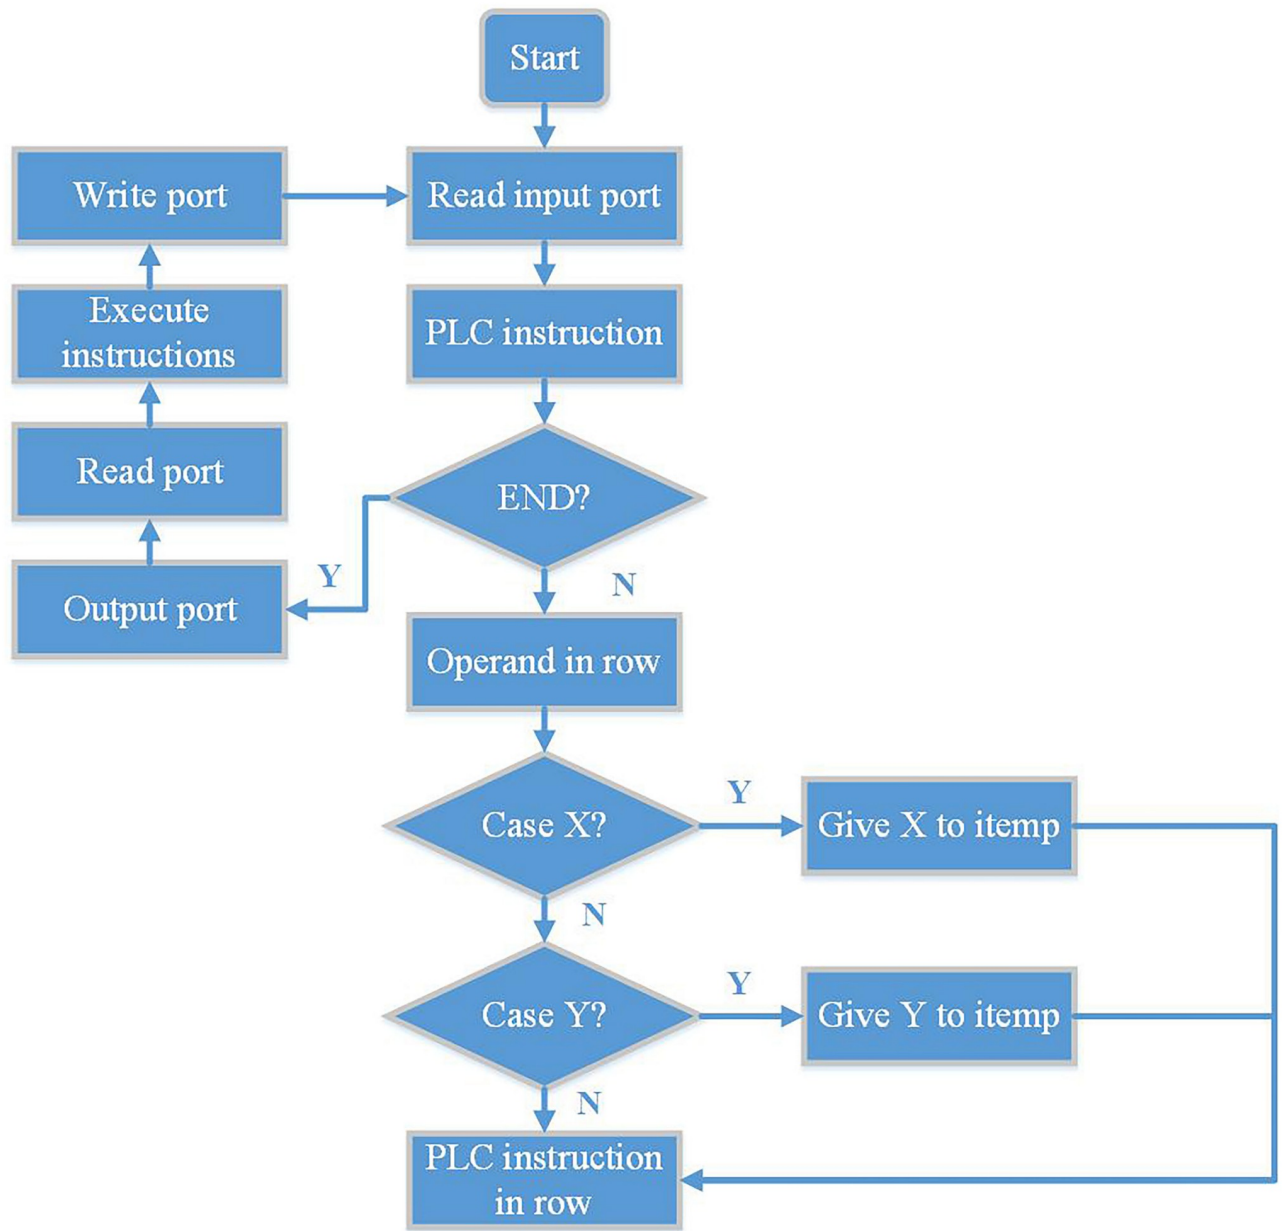 Start
Write port
Read input port
Execute
instructions
PLC instruction
Read port
END?
Y
N
Output port
Operand in row
Case X?
Y
Give X to itemp
N
Case Y?
Y
Give Y to itemp
N
PLC instruction
in row